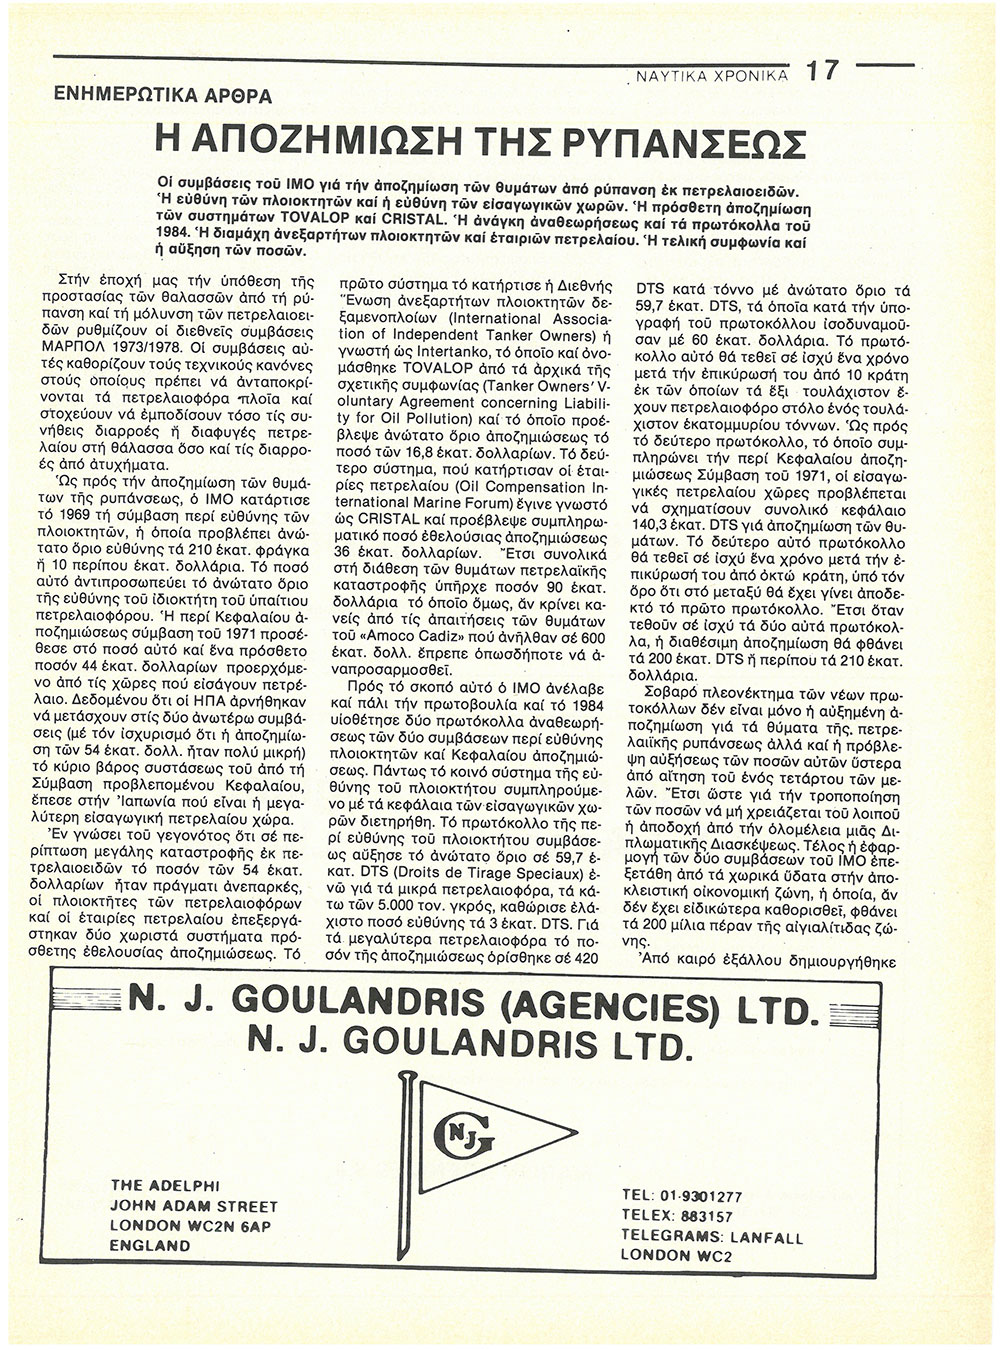 ΝΑΥΤΙΚΑ ΧΡΟΝΙΚΑ 17
ΕΝΗΜΕΡΩΤΙΚΑ ΑΡΘΡΑ
Η ΑΠΟΖΗΜΙΩΣΗ ΤΗΣ ΡΥΠΑΝΣΕΩΣ
Οἱ συμβάσεις τοῦ ΙΜΟ γιά τήν ἀποζημίωση τῶν θυμάτων ἀπό ρύπανση ἐκ πετρελαιοειδῶν.
Ἡ εὐθύνη τῶν πλοιοκτητῶν καί ἡ εὐθύνη τῶν εἰσαγωγικῶν χωρῶν. Ἡ πρόσθετη ἀποζημίωση
τῶν συστημάτων TOVALOP καί CRISTAL. Ἡ ἀνάγκη ἀναθεωρήσεως καί τά πρωτόκολλα τοῦ
1984. Ἡ διαμάχη ἀνεξαρτήτων πλοιοκτητῶν καί ἑταιριῶν πετρελαίου. Ἡ τελική συμφωνία καί
ἡ αὔξηση τῶν ποσῶν.
Στήν ἐποχή μας τήν ὑπόθεση τῆς
προστασίας τῶν θαλασσῶν ἀπό τή ρύ-
πανση καί τή μόλυνση τῶν πετρελαιοει-
δῶν ρυθμίζουν οἱ διεθνεῖς συμβάσεις
ΜΑΡΠΟΛ 1973/1978. Οἱ συμβάσεις αὐ-
τές καθορίζουν τούς τεχνικούς κανόνες
στούς ὁποίους πρέπει νά ἀνταποκρί-
νονται τά πετρελαιοφόρα πλοῖα καί
στοχεύουν νά ἐμποδίσουν τόσο τίς συ-
νήθεις διαρροές ἤ διαφυγές πετρε-
λαίου στή θάλασσα ὅσο καί τίς διαρρο-
ές ἀπό ἀτυχήματα.
Ὡς πρός τήν ἀποζημίωση τῶν θυμά-
των τῆς ρυπάνσεως, ὁ ΙΜΟ κατάρτισε
τό 1969 τή σύμβαση περί εὐθύνης τῶν
πλοιοκτητῶν, ἡ ὁποία προβλέπει ἀνώ-
τατο ὅριο εὐθύνης τά 210 ἑκατ. φράγκα
ἤ 10 περίπου ἑκατ. δολλάρια. Τό ποσό
αὐτό ἀντιπροσωπεύει τό ἀνώτατο ὅριο
τῆς εὐθύνης τοῦ ἰδιοκτήτη τοῦ ὑπαίτιου
πετρελαιοφόρου. Ἡ περί Κεφαλαίου ἀ-
ποζημιώσεως σύμβαση τοῦ 1971 προσέ-
θεσε στό ποσό αὐτό καί ἕνα πρόσθετο
ποσόν 44 ἑκατ. δολλαρίων προερχόμε-
νο ἀπό τίς χῶρες πού εἰσάγουν πετρέ-
λαιο. Δεδομένου ὅτι οἱ ΗΠΑ ἀρνήθηκαν
νά μετάσχουν στίς δύο ἀνωτέρω συμβά-
σεις (μέ τόν ἰσχυρισμό ὅτι ἡ ἀποζημίω-
ση τῶν 54 ἑκατ. δολλ. ἦταν πολύ μικρή)
τό κύριο βάρος συστάσεως τοῦ ἀπό τή
Σύμβαση προβλεπομένου Κεφαλαίου,
ἔπεσε στήν Ἰαπωνία πού εἶναι ἡ μεγα-
λύτερη εἰσαγωγική πετρελαίου χώρα.
Ἐν γνώσει τοῦ γεγονότος ὅτι σέ πε-
ρίπτωση μεγάλης καταστροφῆς ἐκ πε-
τρελαιοειδῶν τό ποσόν τῶν 54 ἑκατ.
δολλαρίων ἦταν πράγματι ἀνεπαρκές,
οἱ πλοιοκτῆτες τῶν πετρελαιοφόρων
καί οἱ ἑταιρίες πετρελαίου ἐπεξεργά-
στηκαν δύο χωριστά συστήματα πρό-
σθετης ἐθελουσίας ἀποζημιώσεως. Τό
πρῶτο σύστημα τό κατήρτισε ἡ Διεθνής
Ἕνωση ἀνεξαρτήτων πλοιοκτητῶν δε-
ξαμενοπλοίων (International Associa-
tion of Independent Tanker Owners) ἡ
γνωστή ὡς Intertanko, τό ὁποῖο καί ὀνο-
μάσθηκε TOVALOP ἀπό τά ἀρχικά τῆς
σχετικῆς συμφωνίας (Tanker Owners' V-
oluntary Agreement concerning Liabili-
ty for Oil Pollution) καί τό ὁποῖο προέ-
βλεψε ἀνώτατο ὅριο ἀποζημιώσεως τό
ποσό τῶν 16,8 ἑκατ. δολλαρίων. Τό δεύ-
τερο σύστημα, πού κατήρτισαν οἱ ἑται-
ρίες πετρελαίου (Oil Compensation In-
ternational Marine Forum) ἔγινε γνωστό
ὡς CRISTAL καί προέβλεψε συμπληρω-
ματικό ποσό ἐθελούσιας ἀποζημιώσεως
36 ἑκατ. δολλαρίων. Ἔτσι συνολικά
στή διάθεση τῶν θυμάτων πετρελαϊκῆς
καταστροφῆς ὑπῆρχε ποσόν 90 ἑκατ.
δολλάρια τό ὁποῖο ὅμως, ἄν κρίνει κα-
νείς ἀπό τίς ἀπαιτήσεις τῶν θυμάτων
τοῦ «Amoco Cadiz» πού ἀνῆλθαν σέ 600
ἑκατ. δολλ. ἔπρεπε ὁπωσδήποτε νά ἀ-
ναπροσαρμοσθεῖ.
Πρός τό σκοπό αὐτό ὁ ΙΜΟ ἀνέλαβε
καί πάλι τήν πρωτοβουλία καί τό 1984
υἱοθέτησε δύο πρωτόκολλα ἀναθεωρή-
σεως τῶν δύο συμβάσεων περί εὐθύνης
πλοιοκτητῶν καί Κεφαλαίου ἀποζημιώ-
σεως. Πάντως τό κοινό σύστημα τῆς εὐ-
θύνης τοῦ πλοιοκτήτου συμπληρούμε-
νο μέ τά κεφάλαια τῶν εἰσαγωγικῶν χω-
ρῶν διετηρήθη. Τό πρωτόκολλο τῆς πε-
ρί εὐθύνης τοῦ πλοιοκτήτου συμβάσε-
ως αὔξησε τό ἀνώτατο ὅριο σέ 59,7 ἑ-
κατ. DTS (Droits de Tirage Speciaux) ἐ-
νῶ γιά τά μικρά πετρελαιοφόρα, τά κά-
τω τῶν 5.000 τον. γκρός, καθώρισε ἐλά-
χιστο ποσό εὐθύνης τά 3 ἑκατ. DTS. Γιά
τά μεγαλύτερα πετρελαιοφόρα τό πο-
σόν τῆς ἀποζημιώσεως ὁρίσθηκε σέ 420
DTS κατά τόννο μέ ἀνώτατο ὅριο τά
59,7 ἑκατ. DTS, τά ὁποῖα κατά τήν ὑπο-
γραφή τοῦ πρωτοκόλλου ἰσοδυναμοῦ-
σαν μέ 60 ἑκατ. δολλάρια. Τό πρωτό-
κολλο αὐτό θά τεθεῖ σέ ἰσχύ ἕνα χρόνο
μετά τήν ἐπικύρωσή του ἀπό 10 κράτη
ἐκ τῶν ὁποίων τά ἕξι τουλάχιστον ἔ-
χουν πετρελαιοφόρο στόλο ἑνός τουλά-
χιστον ἑκατομμυρίου τόννων. Ὡς πρός
τό δεύτερο πρωτόκολλο, τό ὁποῖο συμ-
πληρώνει τήν περί Κεφαλαίου ἀποζη-
μιώσεως Σύμβαση τοῦ 1971, οἱ εἰσαγω-
γικές πετρελαίου χῶρες προβλέπεται
νά σχηματίσουν συνολικό κεφάλαιο
140,3 ἑκατ. DTS γιά ἀποζημίωση τῶν θυ-
μάτων. Τό δεύτερο αὐτό πρωτόκολλο
θά τεθεῖ σέ ἰσχύ ἕνα χρόνο μετά τήν ἐ-
πικύρωσή του ἀπό ὀκτώ κράτη, ὑπό τόν
ὅρο ὅτι στό μεταξύ θά ἔχει γίνει ἀποδε-
κτό τό πρῶτο πρωτόκολλο. Ἔτσι ὅταν
τεθοῦν σέ ἰσχύ τά δύο αὐτά πρωτόκολ-
λα, ἡ διαθέσιμη ἀποζημίωση θά φθάνει
τά 200 ἑκατ. DTS ἤ περίπου τά 210 ἑκατ.
δολλάρια.
Σοβαρό πλεονέκτημα τῶν νέων πρω-
τοκόλλων δέν εἶναι μόνο ἡ αὐξημένη ἀ-
ποζημίωση γιά τά θύματα τῆς. πετρε-
λαιϊκῆς ρυπάνσεως ἀλλά καί ἡ πρόβλε-
ψη αὐξήσεως τῶν ποσῶν αὐτῶν ὕστερα
ἀπό αἴτηση τοῦ ἑνός τετάρτου τῶν με-
λῶν. Ἔτσι ὥστε γιά τήν τροποποίηση
τῶν ποσῶν νά μή χρειάζεται τοῦ λοιποῦ
ἡ ἀποδοχή ἀπό τήν ὁλομέλεια μιᾶς Δι-
πλωματικῆς Διασκέψεως. Τέλος ἡ ἐφαρ-
μογή τῶν δύο συμβάσεων τοῦ ΙΜΟ ἐπε-
ξετάθη ἀπό τά χωρικά ὕδατα στήν ἀπο-
κλειστική οἰκονομική ζώνη, ἡ ὁποία, ἄν
δέν ἔχει εἰδικώτερα καθορισθεῖ, φθάνει
τά 200 μίλια πέραν τῆς αἰγιαλίτιδας ζώ-
νης.
Ἀπό καιρό ἐξάλλου δημιουργήθηκε
N. J. GOULANDRIS (AGENCIES) LTD.
N. J. GOULANDRIS LTD.
NJG
THE ADELPHI
JOHN ADAM STREET
LONDON WC2N 6AP
ENGLAND
TEL: 01-9301277
TELEX: 883157
TELEGRAMS: LANFALL
LONDON WC2